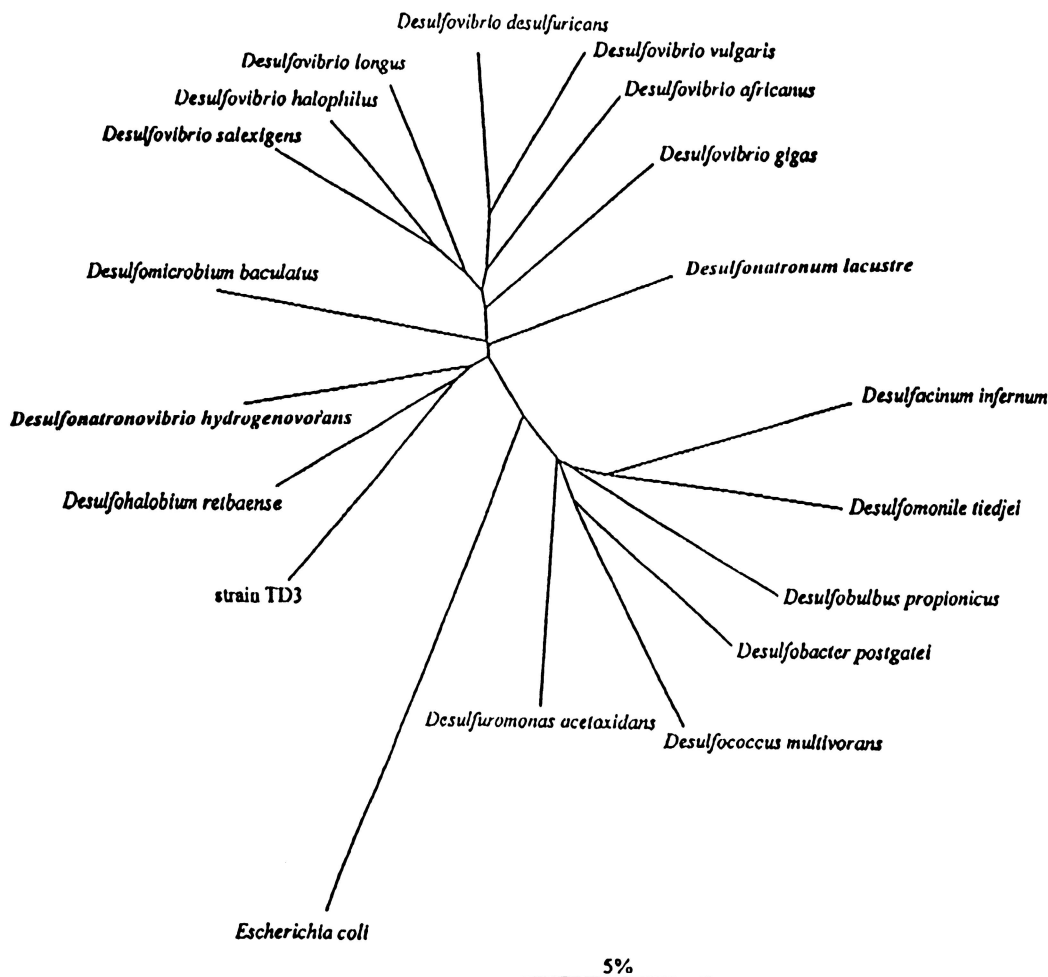 Desulfovibrio desulfuricans
Desulfovibrio vulgaris
Desulfovibrio longus
Desulfovibrio africanus
Desulfovibrio halophilus
Desulfovibrio salexigens
Desulfovibrio gigas
Desulfomicrobium baculatus
Desulfonatronum lacustre
Desulfacinum infernum
Desulfonatronovibrio hydrogenovorans
Desulfohalobium retbaense
Desulfomonile tiedjei
strain TD3
Desulfobulbus propionicus
Desulfobacter postgatei
Desulfuromonas acetoxidans
Desulfococcus multivorans
Escherichia coli
5%